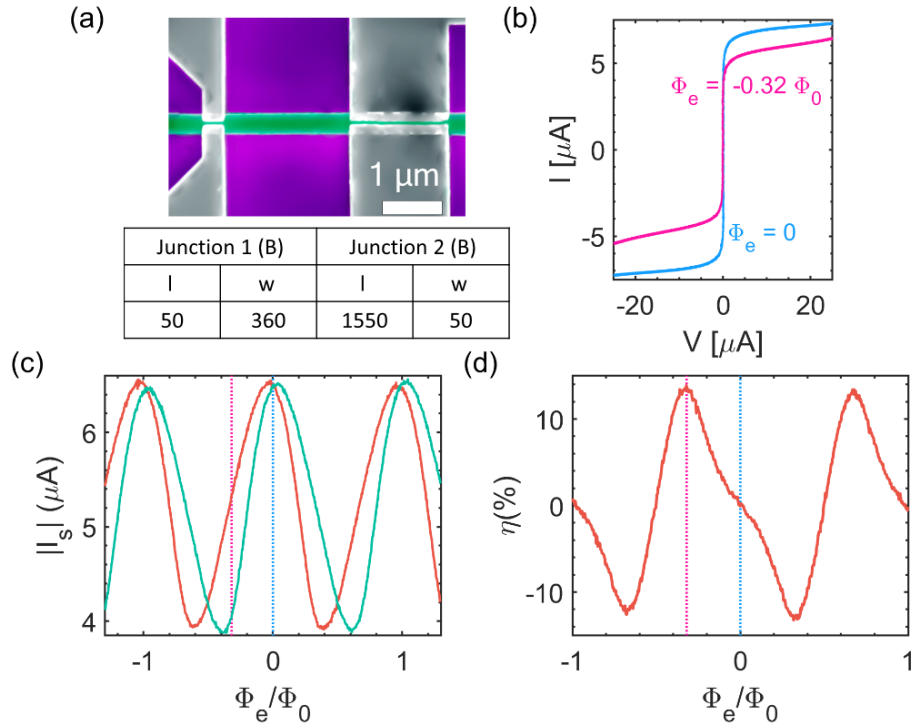 (a)
1 μm
Junction 1 (B) Junction 2 (B)
l w l w
50 360 1550 50
(b)
I [μA]
5
0
-5
Φe = -0.32 Φ0
Φe = 0
-20 0 20
V [μA]
(c)
|Is| (μA)
6
5
4
-1 0 1
Φe/Φ0
(d)
η(%)
10
0
-10
-1 0 1
Φe/Φ0